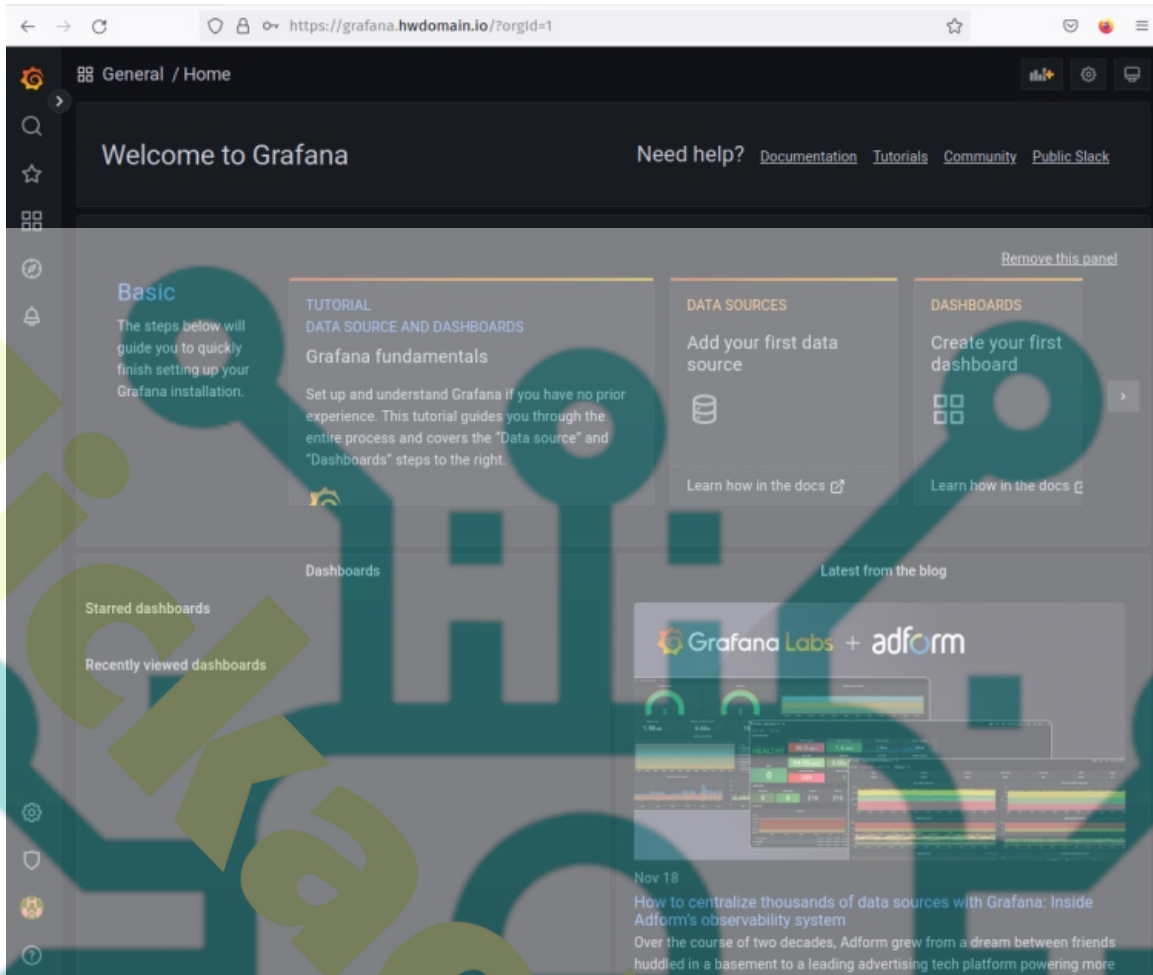 https://grafana.hwdomain.io/?orgId=1
General / Home
Welcome to Grafana
Need help? Documentation Tutorials Community Public Slack
Remove this panel
Basic
The steps below will
guide you to quickly
finish setting up your
Grafana installation.
TUTORIAL
DATA SOURCE AND DASHBOARDS
Grafana fundamentals
Set up and understand Grafana if you have no prior
experience. This tutorial guides you through the
entire process and covers the "Data source" and
"Dashboards" steps to the right.
DATA SOURCES
Add your first data
source
Learn how in the docs
DASHBOARDS
Create your first
dashboard
Learn how in the docs
Dashboards
Starred dashboards
Recently viewed dashboards
Latest from the blog
Grafana Labs + adform
Nov 18
How to centralize thousands of data sources with Grafana: Inside
Adform's observability system
Over the course of two decades, Adform grew from a dream between friends
huddled in a basement to a leading advertising tech platform powering more